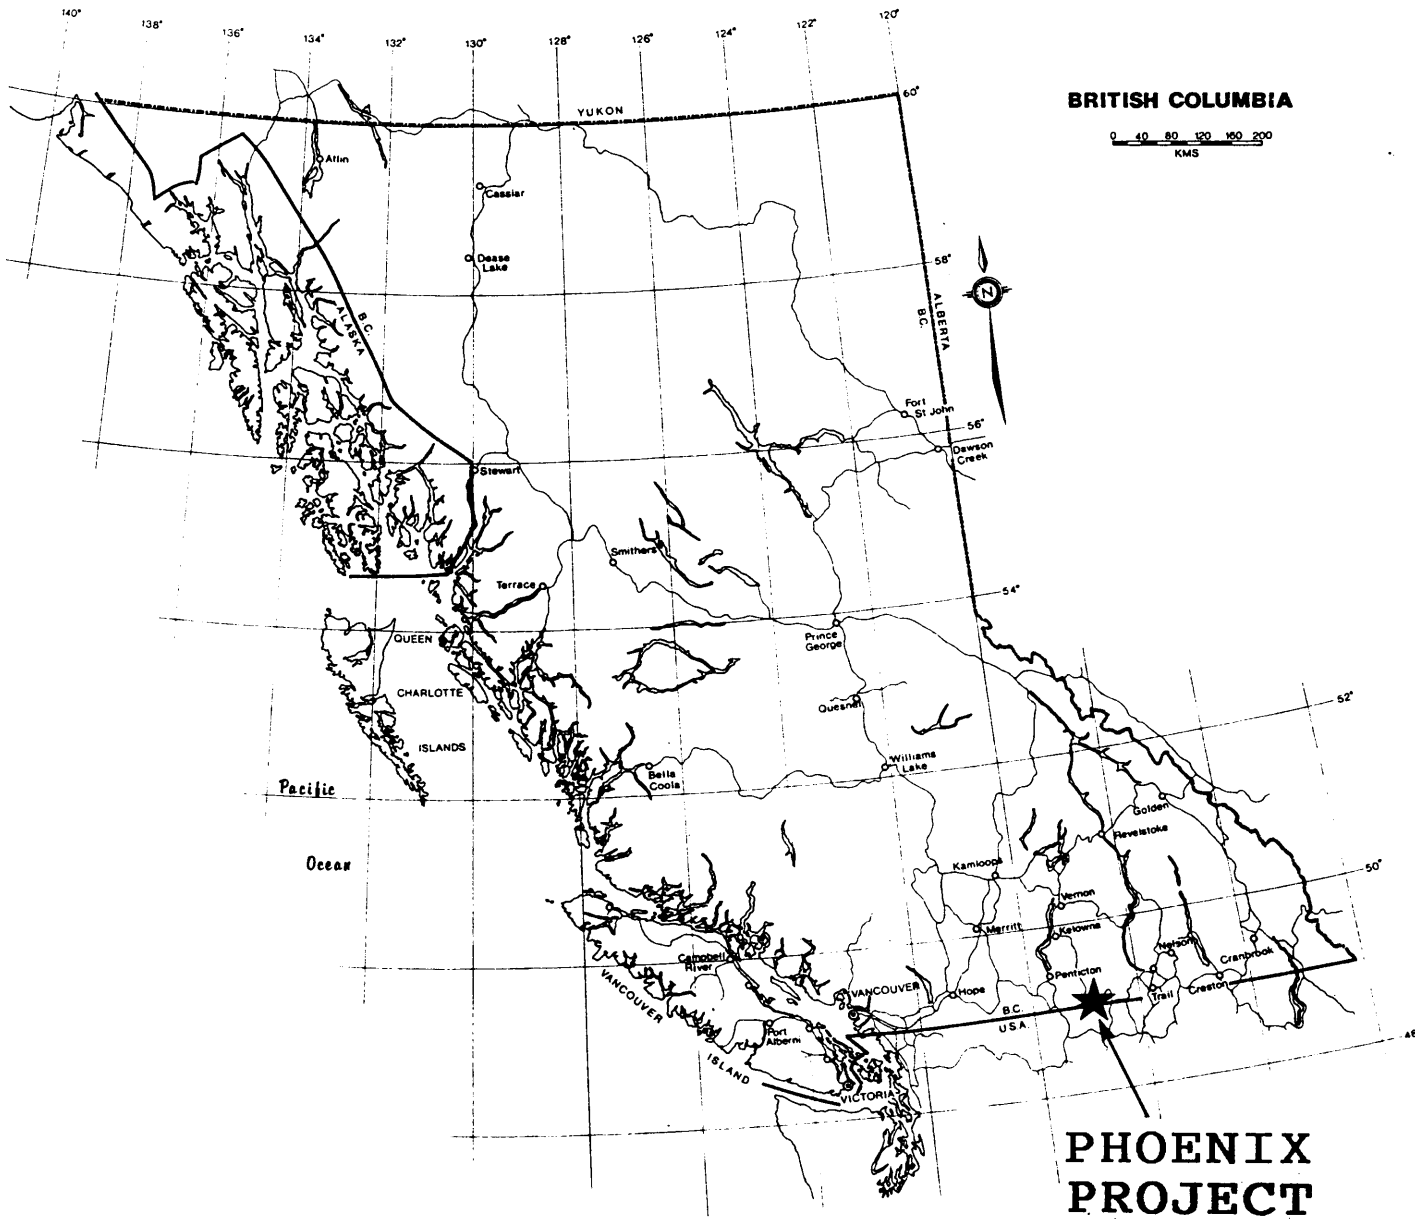 140°
138°
136°
134°
132°
130°
128°
126°
124°
122°
120°
60°
YUKON
BRITISH COLUMBIA
0 40 80 120 160 200
KMS
Atlin
Cassiar
Dease
Lake
58°
N
B.C.
ALASKA
ALBERTA
B.C.
Fort
St John
56°
Dawson
Creek
Stewart
Smithers
Terrace
54°
Prince
George
QUEEN
CHARLOTTE
ISLANDS
Quesnel
52°
Williams
Lake
Bella
Coola
Pacific
Ocean
Golden
Revelstoke
Kamloops
50°
Vernon
Merritt
Kelowna
Nelson
Cranbrook
Campbell
River
Penticton
VANCOUVER
Hope
Trail
Creston
B.C.
U.S.A.
VANCOUVER
ISLAND
Port
Alberni
VICTORIA
PHOENIX
PROJECT